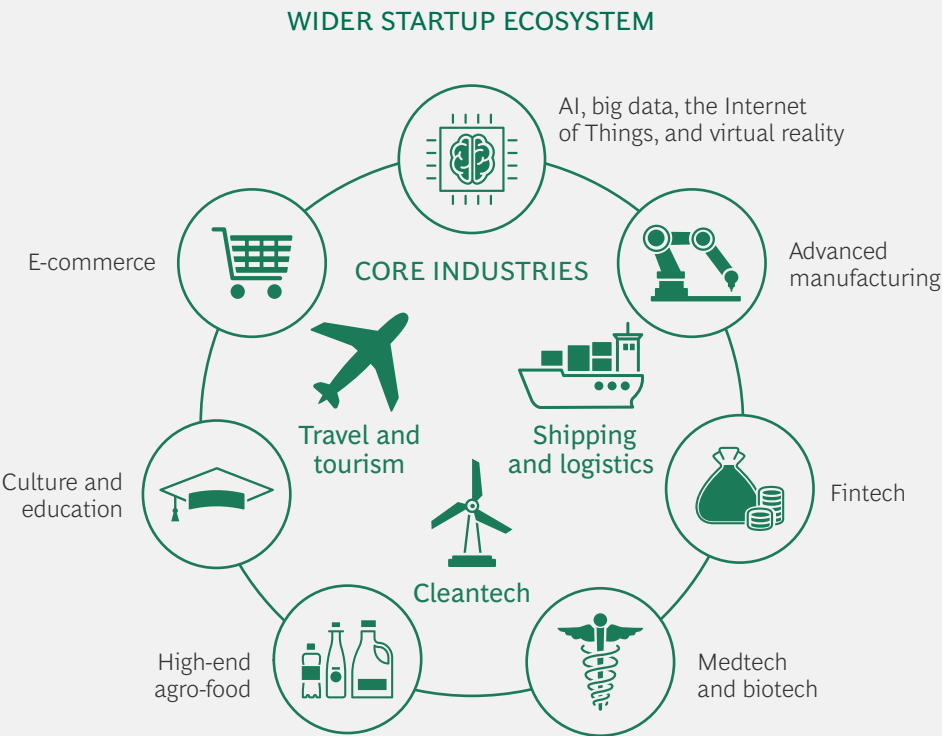 WIDER STARTUP ECOSYSTEM
AI, big data, the Internet
of Things, and virtual reality
E-commerce
CORE INDUSTRIES
Advanced
manufacturing
Travel and
tourism
Shipping
and logistics
Culture and
education
Fintech
Cleantech
High-end
agro-food
Medtech
and biotech